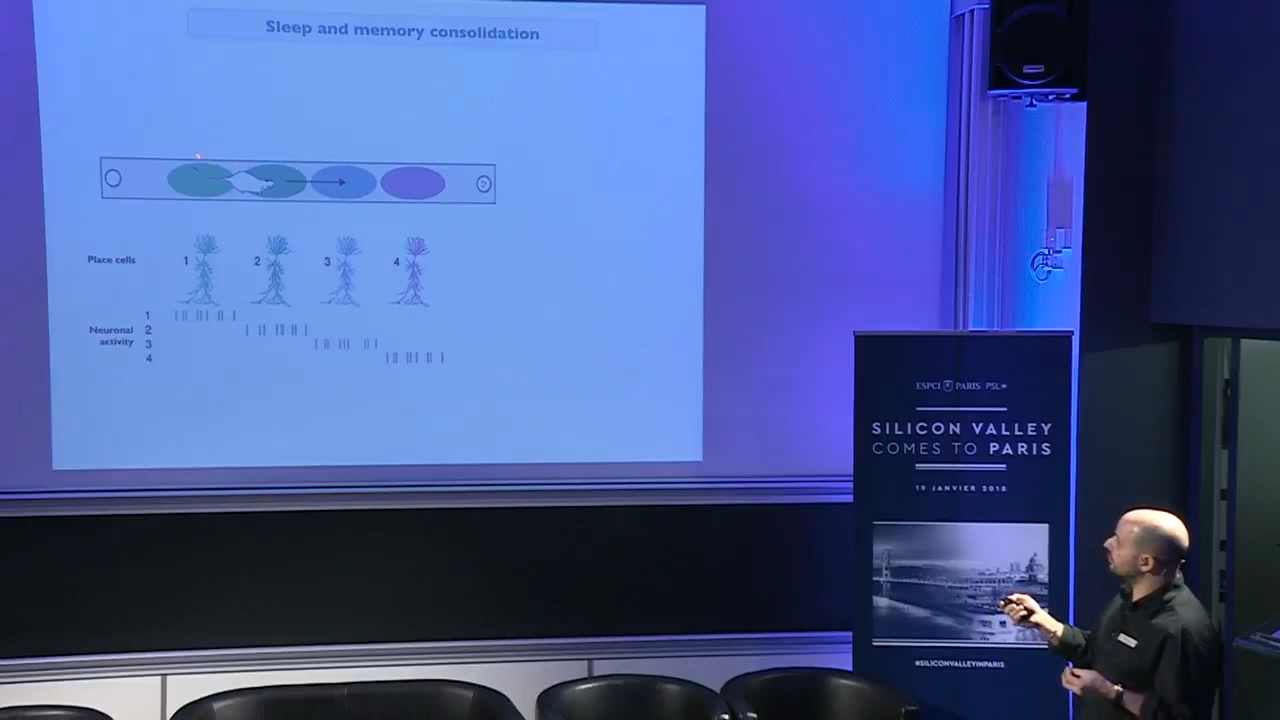 Sleep and memory consolidation
Place cells
1 2 3 4
1
Neuronal 2
activity 3
4
ESPCI PARIS PSL
SILICON VALLEY
COMES TO PARIS
19 JANVIER 2018
#SILICONVALLEYINPARIS